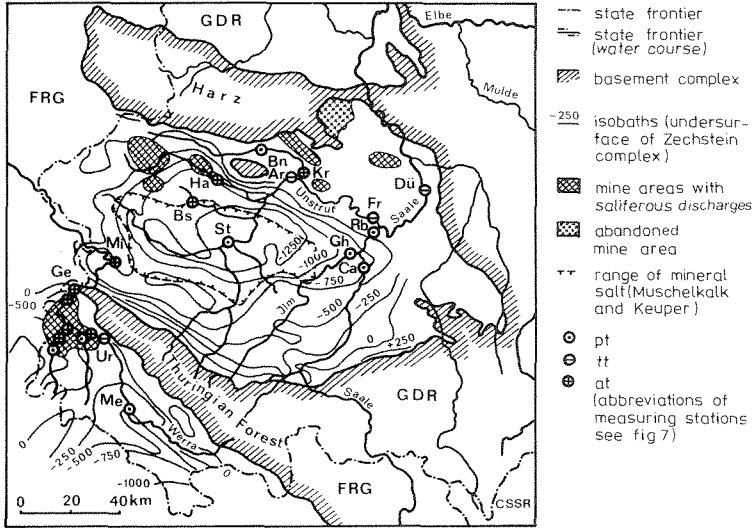 GDR
Elbe
Harz
Mulde
FRG
Bn
Ar
Kr
Ha
Unstrut
Dü
Bs
Fr
Saale
Rb
St
Mi
-1250
Gh
-1000
Ca
Ge
-750
0
-500
Ilm
-500
-250
0
+250
Ur
Thuringian Forest
GDR
Me
Saale
Werra
0
0
-250
-500
-750
-1000
FRG
ČSSR
0 20 40km
state frontier
state frontier
(water course)
basement complex
-250 isobaths (undersur-
face of Zechstein
complex)
mine areas with
saliferous discharges
abandoned
mine area
range of mineral
salt (Muschelkalk
and Keuper)
pt
tt
at
(abbreviations of
measuring stations
see fig 7)